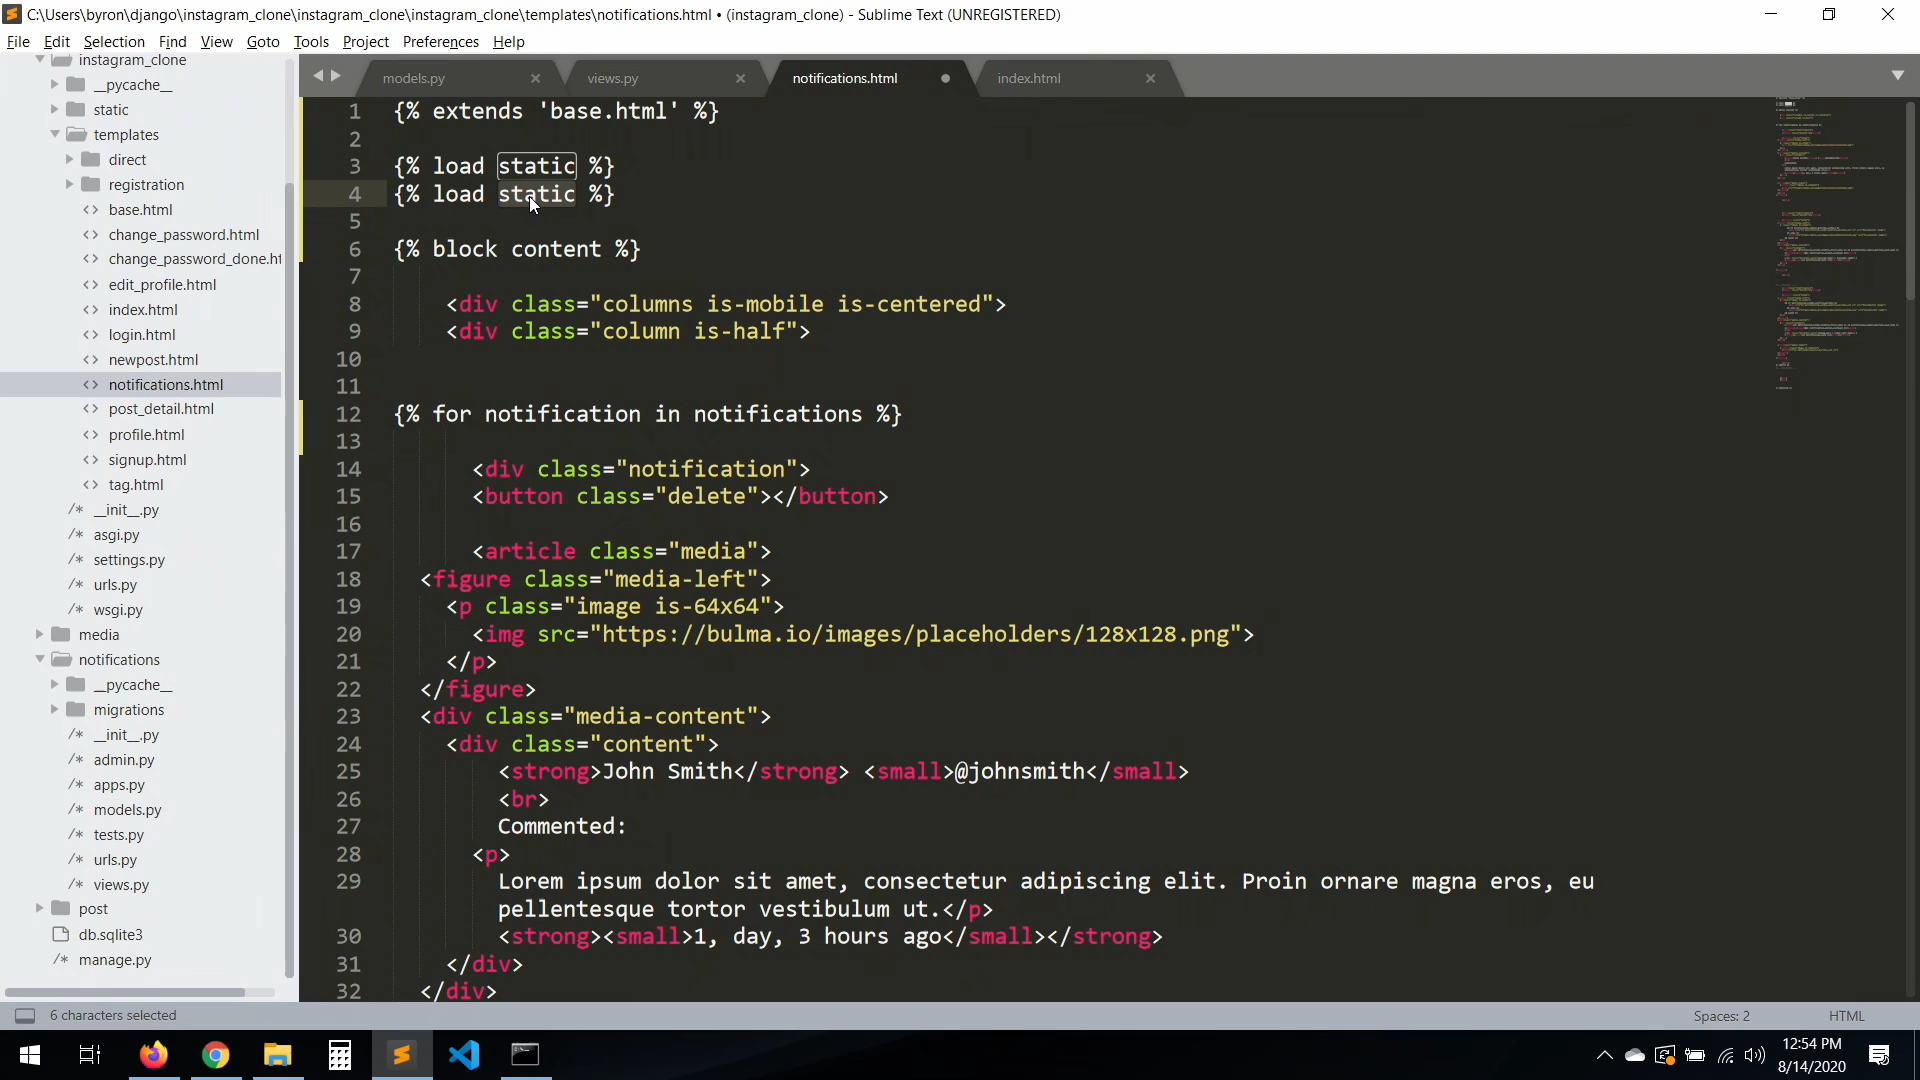 C:\Users\byron\django\instagram_clone\instagram_clone\instagram_clone\templates\notifications.html • (instagram_clone) - Sublime Text (UNREGISTERED)
File Edit Selection Find View Goto Tools Project Preferences Help
instagram_clone
__pycache__
static
templates
direct
registration
base.html
change_password.html
change_password_done.ht
edit_profile.html
index.html
login.html
newpost.html
notifications.html
post_detail.html
profile.html
signup.html
tag.html
__init__.py
asgi.py
settings.py
urls.py
wsgi.py
media
notifications
__pycache__
migrations
__init__.py
admin.py
apps.py
models.py
tests.py
urls.py
views.py
post
db.sqlite3
manage.py
models.py views.py notifications.html index.html
1 {% extends 'base.html' %}
2
3 {% load static %}
4 {% load static %}
5
6 {% block content %}
7
8 <div class="columns is-mobile is-centered">
9 <div class="column is-half">
10
11
12 {% for notification in notifications %}
13
14 <div class="notification">
15 <button class="delete"></button>
16
17 <article class="media">
18 <figure class="media-left">
19 <p class="image is-64x64">
20 <img src="https://bulma.io/images/placeholders/128x128.png">
21 </p>
22 </figure>
23 <div class="media-content">
24 <div class="content">
25 <strong>John Smith</strong> <small>@johnsmith</small>
26 <br>
27 Commented:
28 <p>
29 Lorem ipsum dolor sit amet, consectetur adipiscing elit. Proin ornare magna eros, eu
pellentesque tortor vestibulum ut.</p>
30 <strong><small>1, day, 3 hours ago</small></strong>
31 </div>
32 </div>
6 characters selected Spaces: 2 HTML
12:54 PM
8/14/2020